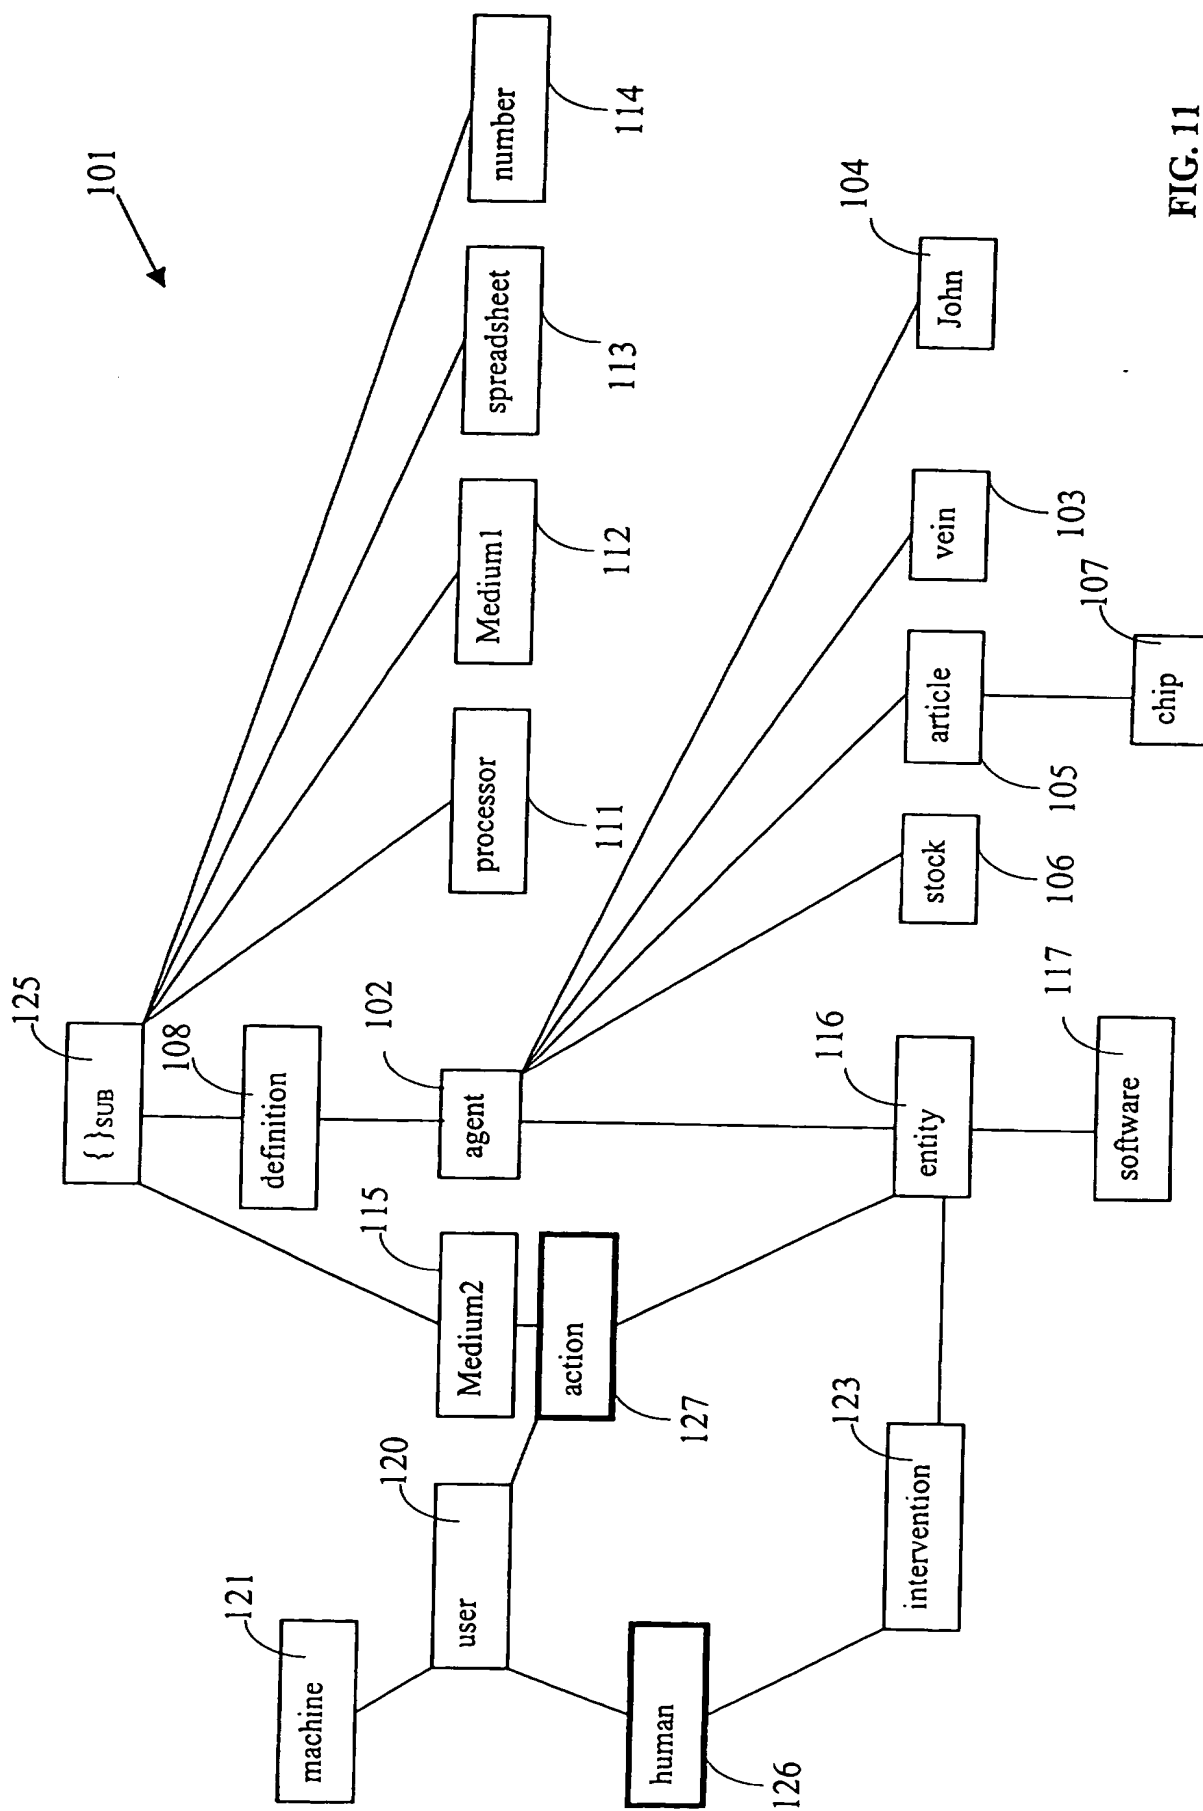 101
125
{ }SUB
108
definition
121
machine
120
user
115
Medium2
102
agent
processor
111
Medium1
112
spreadsheet
113
number
114
action
127
human
126
123
intervention
116
entity
117
software
stock
106
article
105
vein
103
John
104
107
chip
FIG. 11